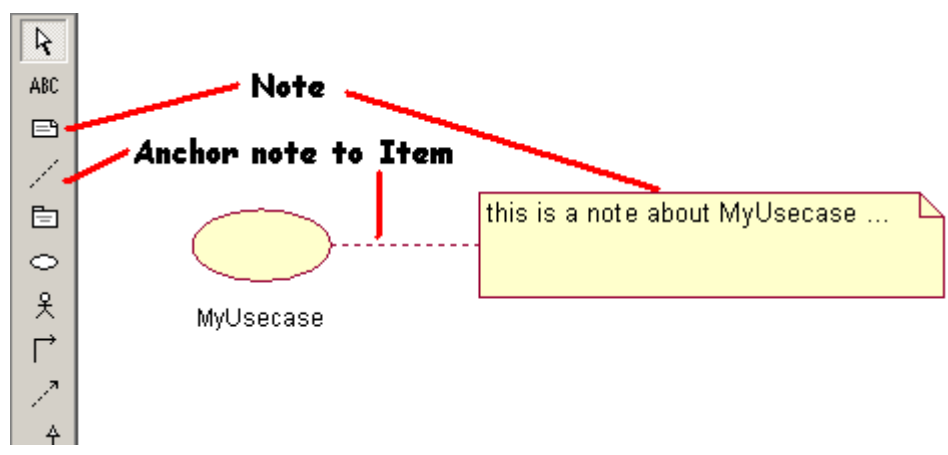 ABC
Note
Anchor note to Item
this is a note about MyUsecase ...
MyUsecase